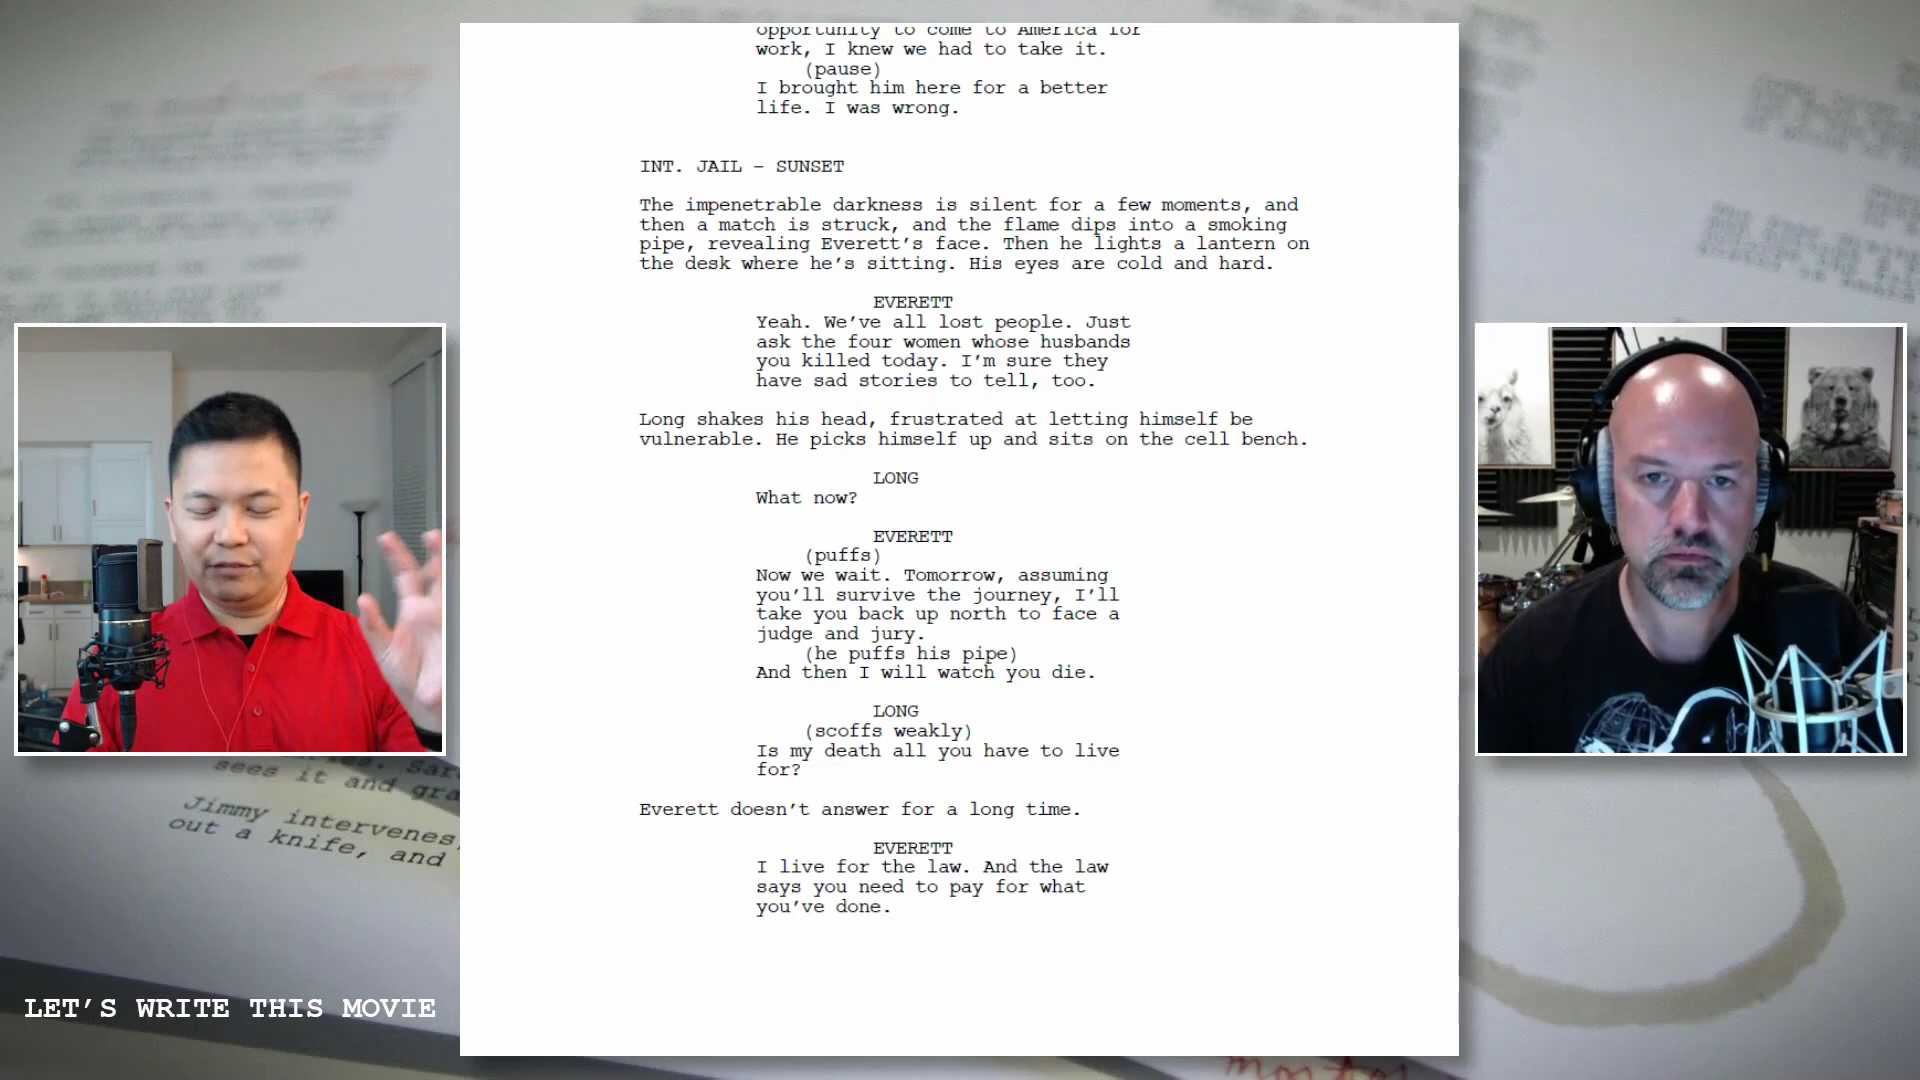 opportunity to come to America for
work, I knew we had to take it.
(pause)
I brought him here for a better
life. I was wrong.
INT. JAIL – SUNSET
The impenetrable darkness is silent for a few moments, and
then a match is struck, and the flame dips into a smoking
pipe, revealing Everett's face. Then he lights a lantern on
the desk where he's sitting. His eyes are cold and hard.
EVERETT
Yeah. We've all lost people. Just
ask the four women whose husbands
you killed today. I'm sure they
have sad stories to tell, too.
Long shakes his head, frustrated at letting himself be
vulnerable. He picks himself up and sits on the cell bench.
LONG
What now?
EVERETT
(puffs)
Now we wait. Tomorrow, assuming
you'll survive the journey, I'll
take you back up north to face a
judge and jury.
(he puffs his pipe)
And then I will watch you die.
LONG
(scoffs weakly)
Is my death all you have to live
for?
Everett doesn't answer for a long time.
EVERETT
I live for the law. And the law
says you need to pay for what
you've done.
sees it and
Jimmy intervenes
out a knife, and
LET'S WRITE THIS MOVIE